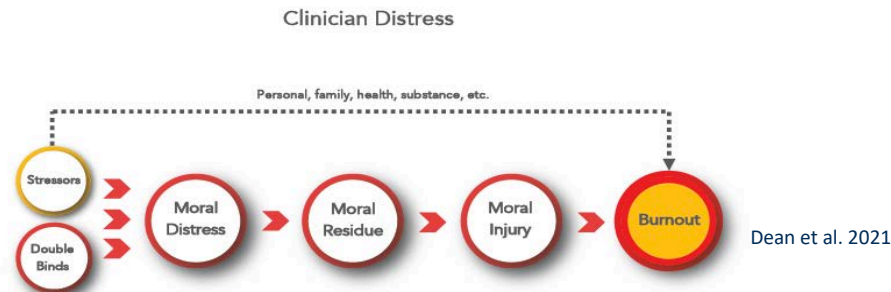 Clinician Distress
Personal, family, health, substance, etc.
Stressors
Double
Binds
Moral
Distress
Moral
Residue
Moral
Injury
Burnout
Dean et al. 2021